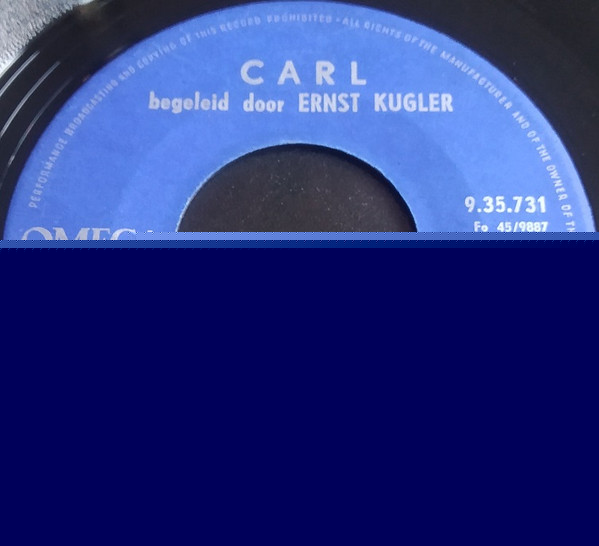 PERFORMANCE BROADCASTING AND COPYING OF THIS RECORD PROHIBITED - ALL RIGHTS OF THE MANUFACTURER AND OF THE OWNER OF
CARL
begeleid door ERNST KUGLER
9.35.731
Fo 45/9887